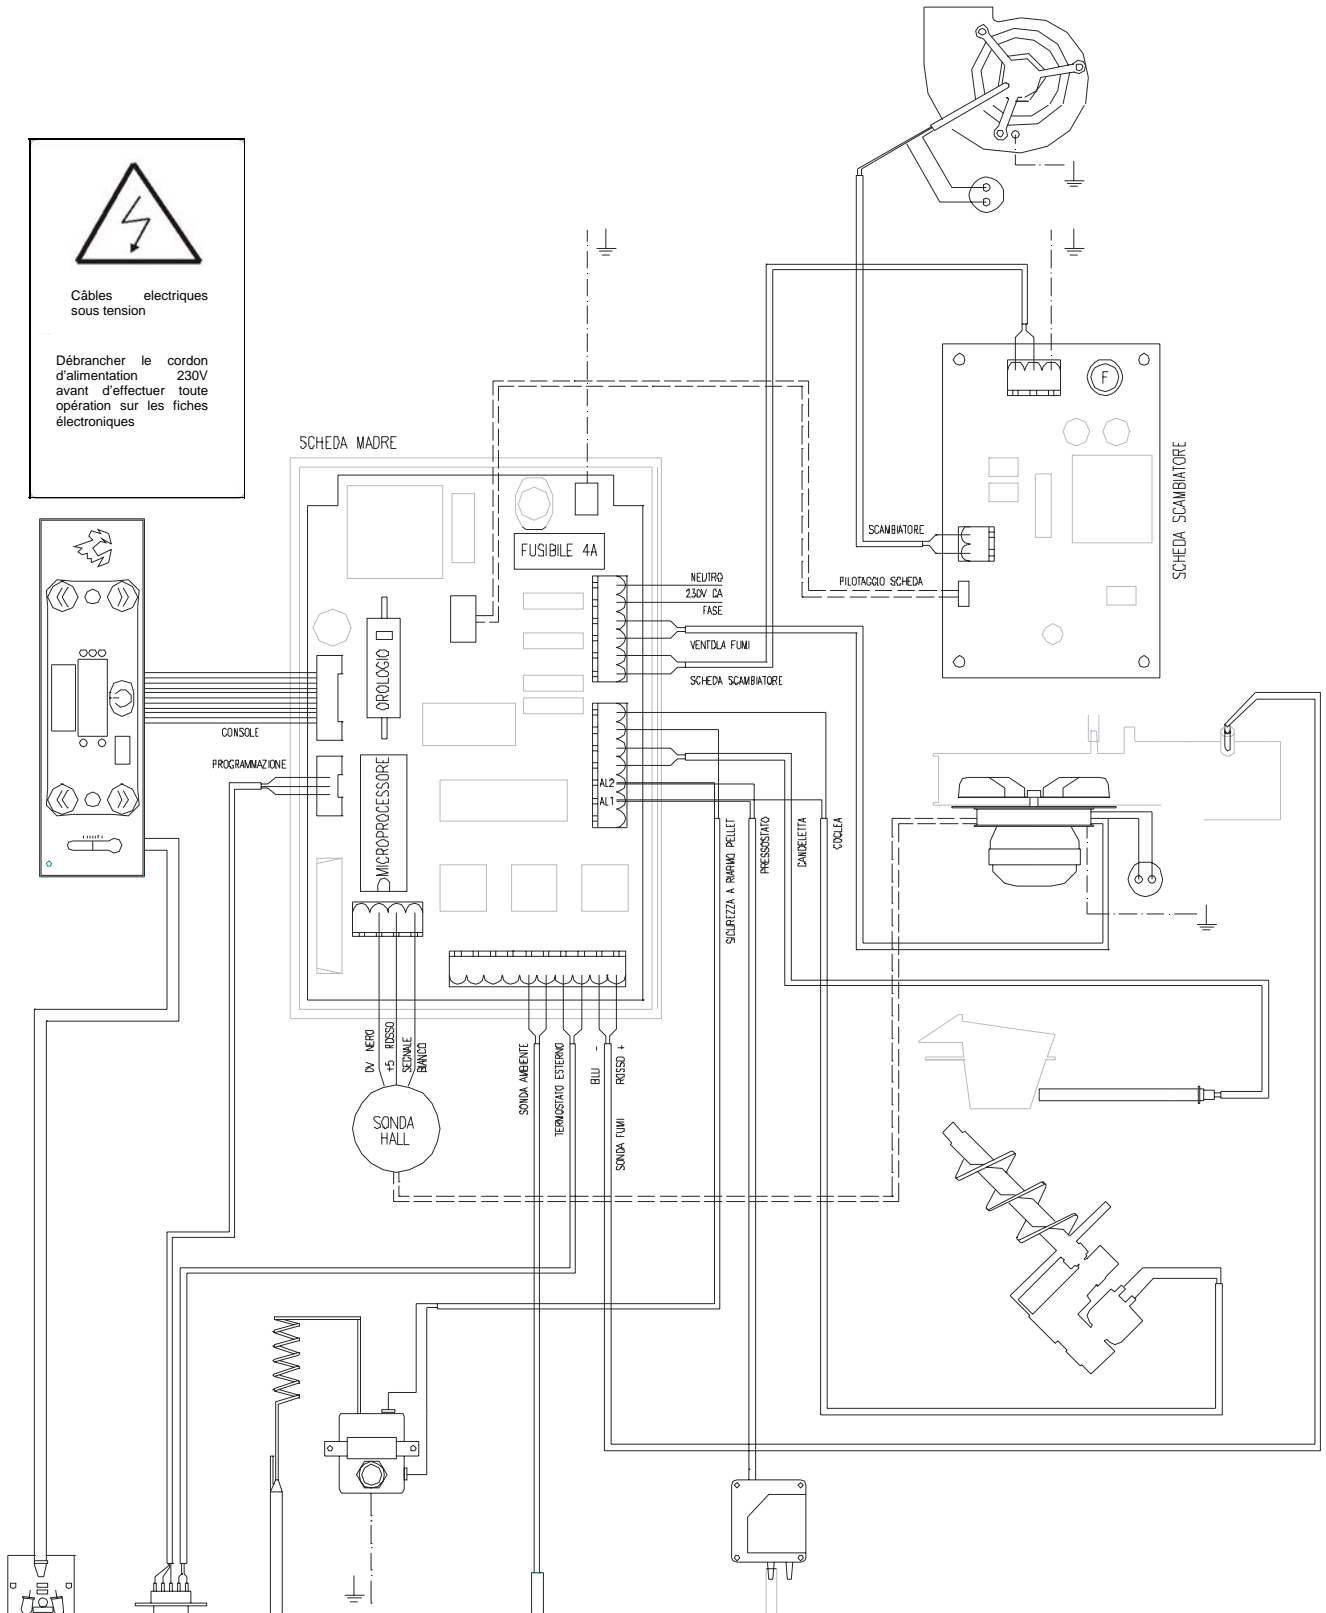 Câbles electriques
sous tension
Débrancher le cordon
d'alimentation 230V
avant d'effectuer toute
opération sur les fiches
électroniques
SCHEDA MADRE
FUSIBILE 4A
F
SCHEDA SCAMBIATORE
SCAMBIATORE
PILOTAGGIO SCHEDA
NEUTRO
230V CA
FASE
VENTOLA FUMI
SCHEDA SCAMBIATORE
OROLOGIO
CONSOLE
PROGRAMMAZIONE
MICROPROCESSORE
AL2
AL1
SICUREZZA A RIARMO PELLET
PRESSOSTATO
CANDELETTA
COCLEA
0V NERO
+5 ROSSO
SEGNALE
BIANCO
SONDA AMBIENTE
TERMOSTATO ESTERNO
BLU -
ROSSO +
SONDA FUMI
SONDA
HALL